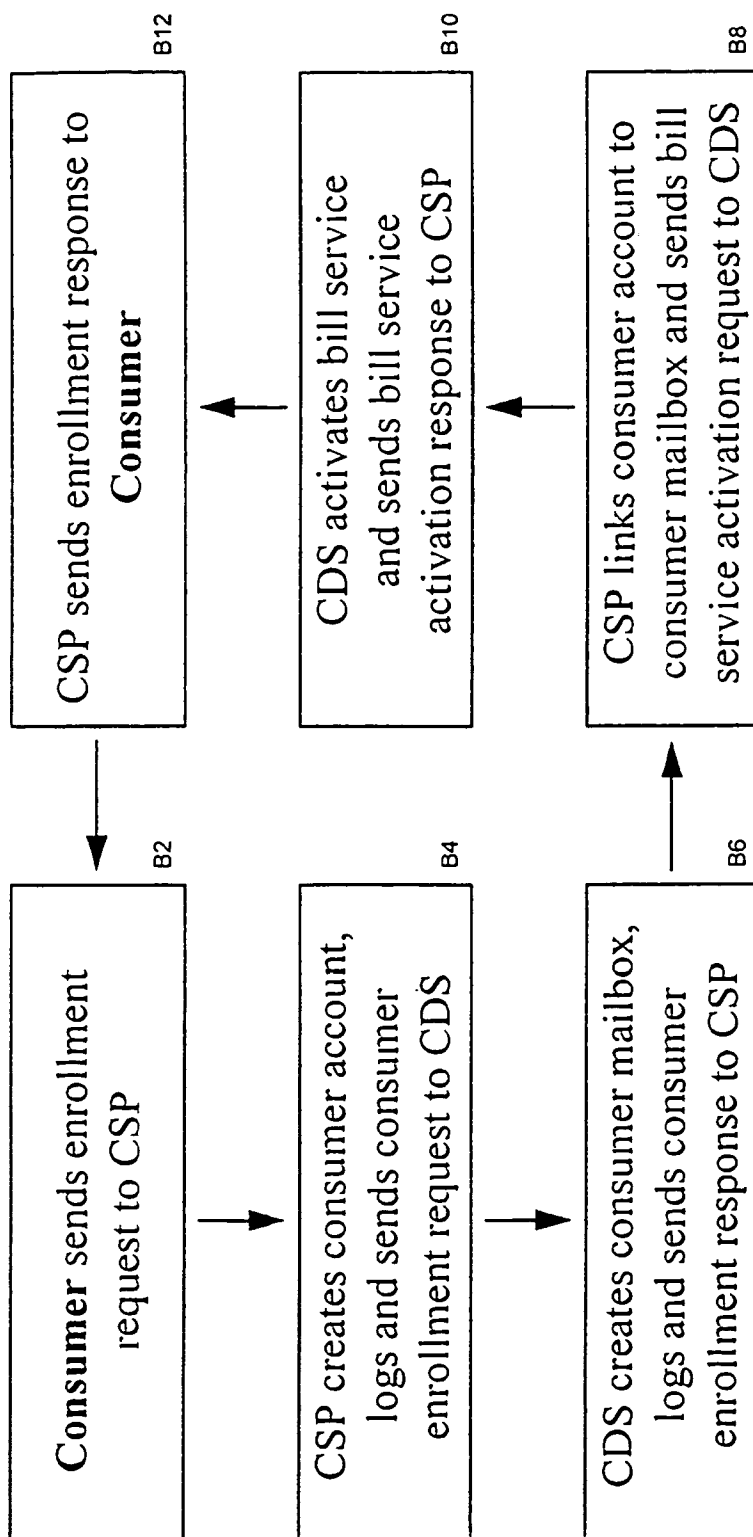 Consumer sends enrollment
request to CSP
B2
CSP creates consumer account,
logs and sends consumer
enrollment request to CDS
B4
CDS creates consumer mailbox,
logs and sends consumer
enrollment response to CSP
B6
CSP links consumer account to
consumer mailbox and sends bill
service activation request to CDS
B8
CDS activates bill service
and sends bill service
activation response to CSP
B10
CSP sends enrollment response to
Consumer
B12